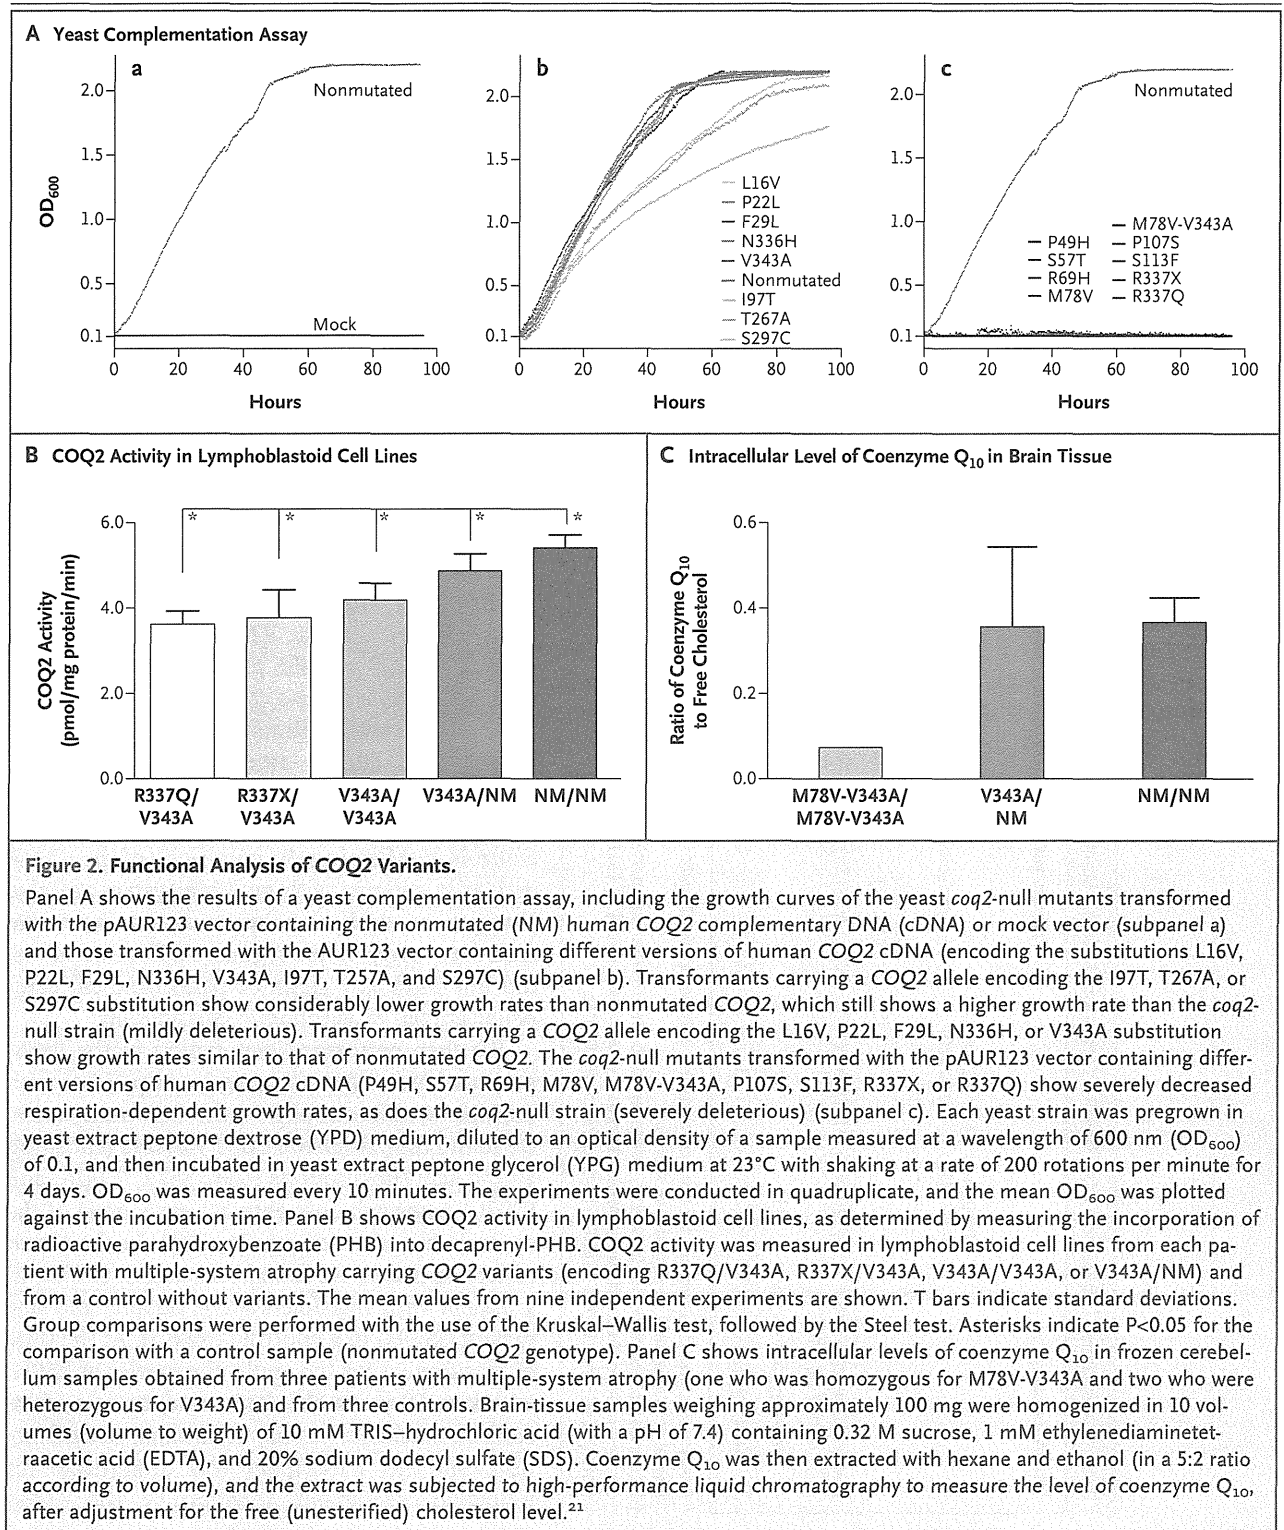 A Yeast Complementation Assay
a
2.0
1.5
1.0
0.5
0.1
OD600
Nonmutated
Mock
0 20 40 60 80 100
Hours
b
2.0
1.5
1.0
0.5
0.1
L16V
P22L
F29L
N336H
V343A
Nonmutated
I97T
T267A
S297C
0 20 40 60 80 100
Hours
c
2.0
1.5
1.0
0.5
0.1
Nonmutated
M78V-V343A
P49H P107S
S57T S113F
R69H R337X
M78V R337Q
0 20 40 60 80 100
Hours
B COQ2 Activity in Lymphoblastoid Cell Lines
COQ2 Activity
(pmol/mg protein/min)
6.0
4.0
2.0
0.0
* * * * *
R337Q/
V343A
R337X/
V343A
V343A/
V343A
V343A/NM
NM/NM
C Intracellular Level of Coenzyme Q10 in Brain Tissue
Ratio of Coenzyme Q10
to Free Cholesterol
0.6
0.4
0.2
0.0
M78V-V343A/
M78V-V343A
V343A/
NM
NM/NM
Figure 2. Functional Analysis of COQ2 Variants.
Panel A shows the results of a yeast complementation assay, including the growth curves of the yeast coq2-null mutants transformed
with the pAUR123 vector containing the nonmutated (NM) human COQ2 complementary DNA (cDNA) or mock vector (subpanel a)
and those transformed with the AUR123 vector containing different versions of human COQ2 cDNA (encoding the substitutions L16V,
P22L, F29L, N336H, V343A, I97T, T257A, and S297C) (subpanel b). Transformants carrying a COQ2 allele encoding the I97T, T267A, or
S297C substitution show considerably lower growth rates than nonmutated COQ2, which still shows a higher growth rate than the coq2-
null strain (mildly deleterious). Transformants carrying a COQ2 allele encoding the L16V, P22L, F29L, N336H, or V343A substitution
show growth rates similar to that of nonmutated COQ2. The coq2-null mutants transformed with the pAUR123 vector containing differ-
ent versions of human COQ2 cDNA (P49H, S57T, R69H, M78V, M78V-V343A, P107S, S113F, R337X, or R337Q) show severely decreased
respiration-dependent growth rates, as does the coq2-null strain (severely deleterious) (subpanel c). Each yeast strain was pregrown in
yeast extract peptone dextrose (YPD) medium, diluted to an optical density of a sample measured at a wavelength of 600 nm (OD600)
of 0.1, and then incubated in yeast extract peptone glycerol (YPG) medium at 23°C with shaking at a rate of 200 rotations per minute for
4 days. OD600 was measured every 10 minutes. The experiments were conducted in quadruplicate, and the mean OD600 was plotted
against the incubation time. Panel B shows COQ2 activity in lymphoblastoid cell lines, as determined by measuring the incorporation of
radioactive parahydroxybenzoate (PHB) into decaprenyl-PHB. COQ2 activity was measured in lymphoblastoid cell lines from each pa-
tient with multiple-system atrophy carrying COQ2 variants (encoding R337Q/V343A, R337X/V343A, V343A/V343A, or V343A/NM) and
from a control without variants. The mean values from nine independent experiments are shown. T bars indicate standard deviations.
Group comparisons were performed with the use of the Kruskal–Wallis test, followed by the Steel test. Asterisks indicate P<0.05 for the
comparison with a control sample (nonmutated COQ2 genotype). Panel C shows intracellular levels of coenzyme Q10 in frozen cerebel-
lum samples obtained from three patients with multiple-system atrophy (one who was homozygous for M78V-V343A and two who were
heterozygous for V343A) and from three controls. Brain-tissue samples weighing approximately 100 mg were homogenized in 10 vol-
umes (volume to weight) of 10 mM TRIS–hydrochloric acid (with a pH of 7.4) containing 0.32 M sucrose, 1 mM ethylenediaminetet-
raacetic acid (EDTA), and 20% sodium dodecyl sulfate (SDS). Coenzyme Q10 was then extracted with hexane and ethanol (in a 5:2 ratio
according to volume), and the extract was subjected to high-performance liquid chromatography to measure the level of coenzyme Q10,
after adjustment for the free (unesterified) cholesterol level.21